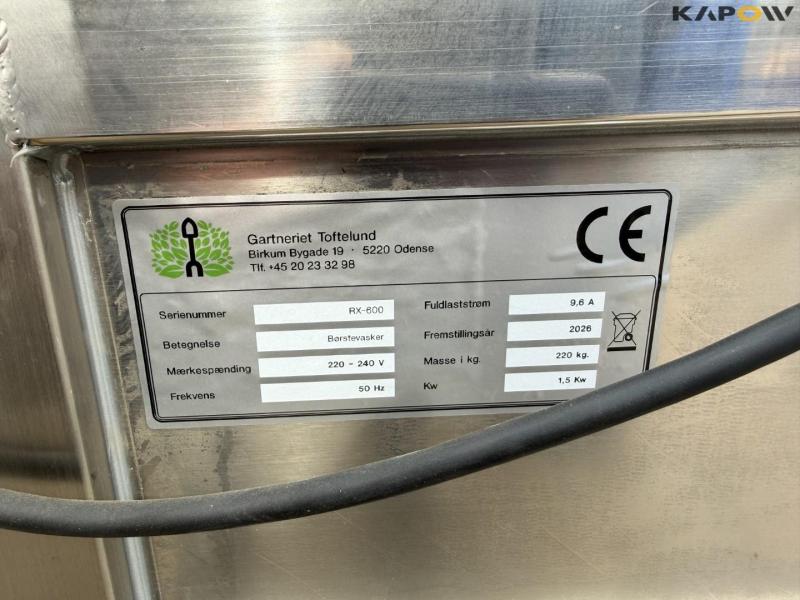 KAPOW
Gartneriet Toftelund
Birkum Bygade 19 · 5220 Odense
Tlf. +45 20 23 32 98
CE
Serienummer RX-600
Betegnelse Børstevasker
Mærkespænding 220 - 240 V
Frekvens 50 Hz
Fuldlaststrøm 9,6 A
Fremstillingsår 2026
Masse i kg. 220 kg.
Kw 1,5 Kw